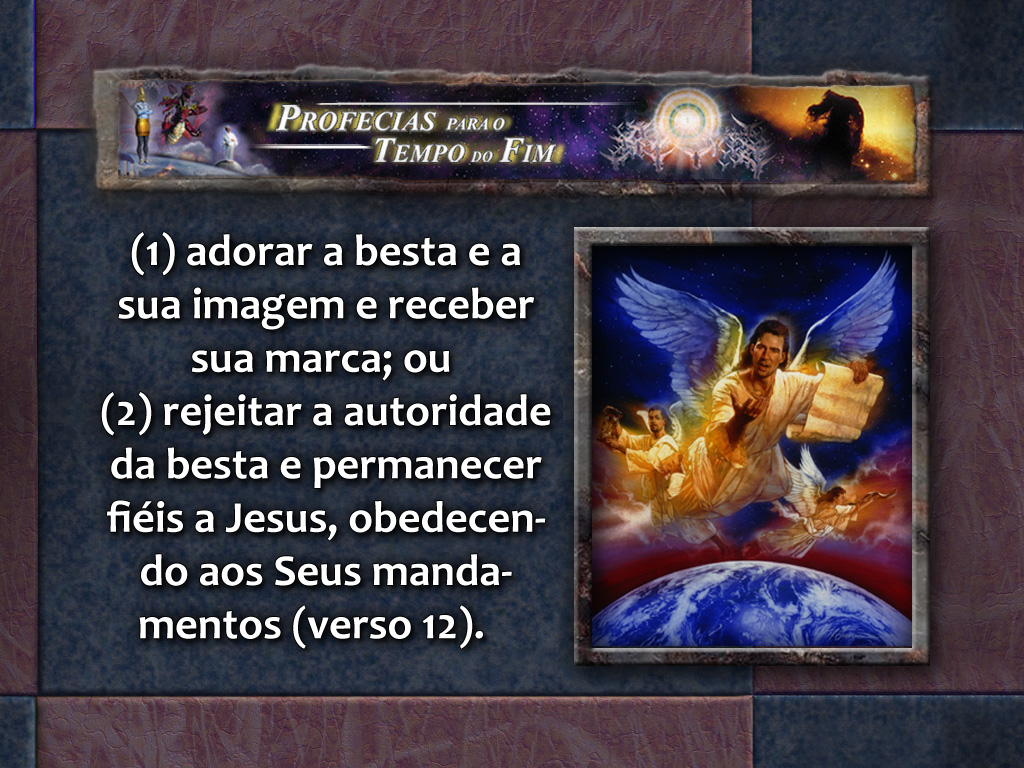 PROFECIAS PARA O
TEMPO DO FIM
(1) adorar a besta e a
sua imagem e receber
sua marca; ou
(2) rejeitar a autoridade
da besta e permanecer
fiéis a Jesus, obedecen-
do aos Seus manda-
mentos (verso 12).